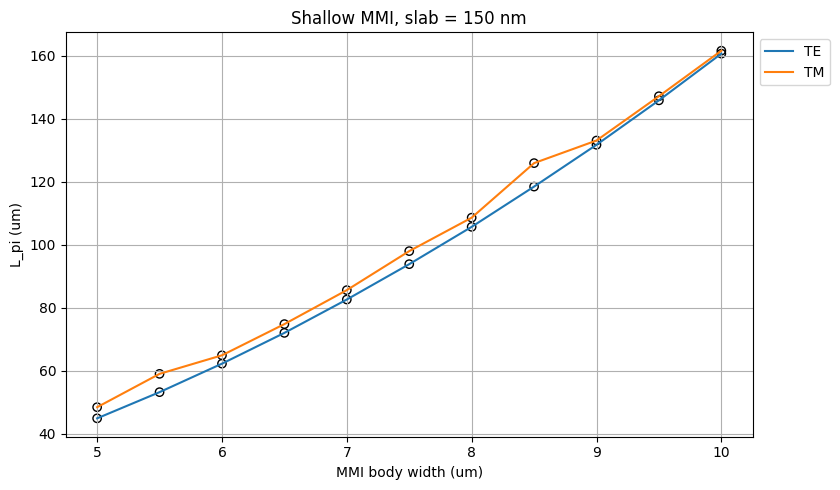 Shallow MMI, slab = 150 nm
TE
TM
L_pi (um)
160
140
120
100
80
60
40
5 6 7 8 9 10
MMI body width (um)